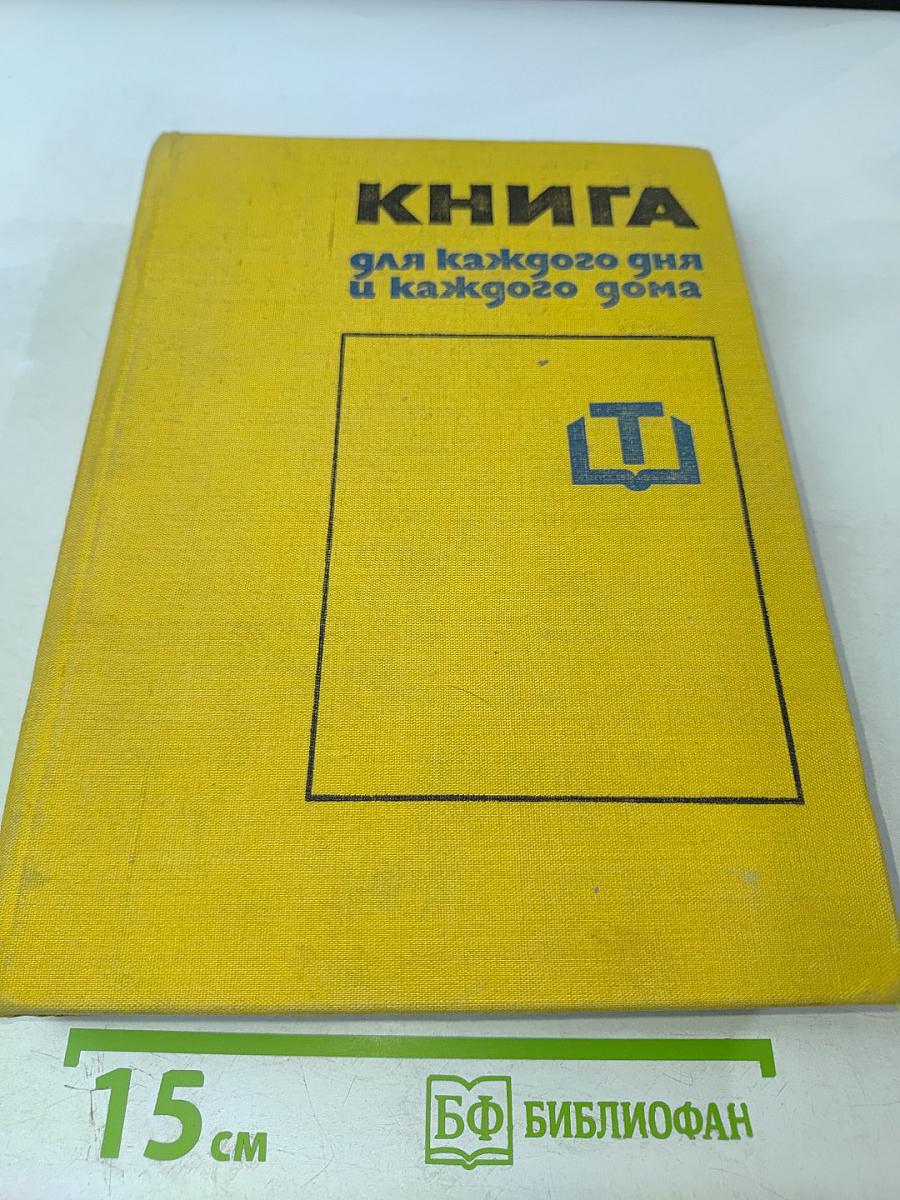 КНИГА
для каждого дня
и каждого дома
Т
15 см
БФ БИБЛИОФАН